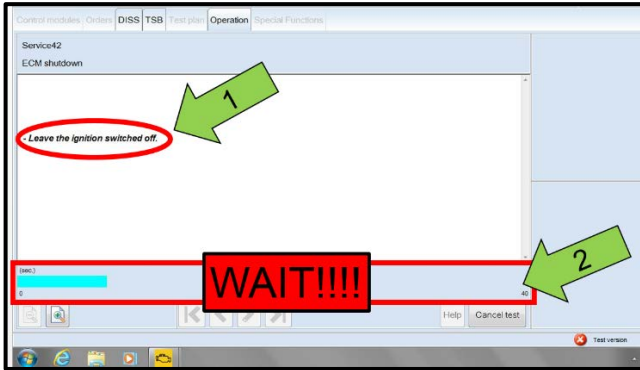 Control modules Orders DISS TSB Test plan Operation Special Functions
Service42
ECM shutdown
1
- Leave the ignition switched off.
2
(sec.)
WAIT!!!!
0 40
Help Cancel test
Test version